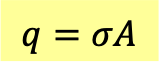 q = σA